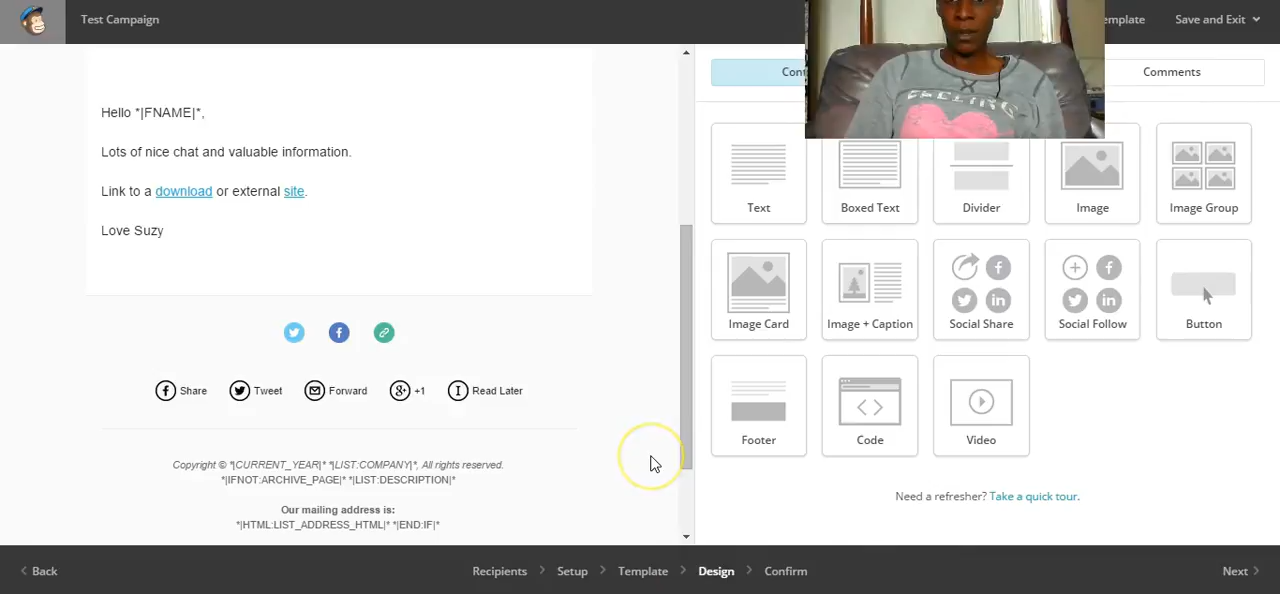 Test Campaign
emplate
Save and Exit
Cont
Comments
Hello *|FNAME|*,
Lots of nice chat and valuable information.
Link to a download or external site.
Love Suzy
Share
Tweet
Forward
+1
Read Later
Copyright © *|CURRENT_YEAR|* *|LIST:COMPANY|*, All rights reserved.
*|IFNOT:ARCHIVE_PAGE|* *|LIST:DESCRIPTION|*
Our mailing address is:
*|HTML:LIST_ADDRESS_HTML|* *|END:IF|*
Text
Boxed Text
Divider
Image
Image Group
Image Card
Image + Caption
Social Share
Social Follow
Button
Footer
Code
Video
Need a refresher? Take a quick tour.
Back
Recipients
Setup
Template
Design
Confirm
Next